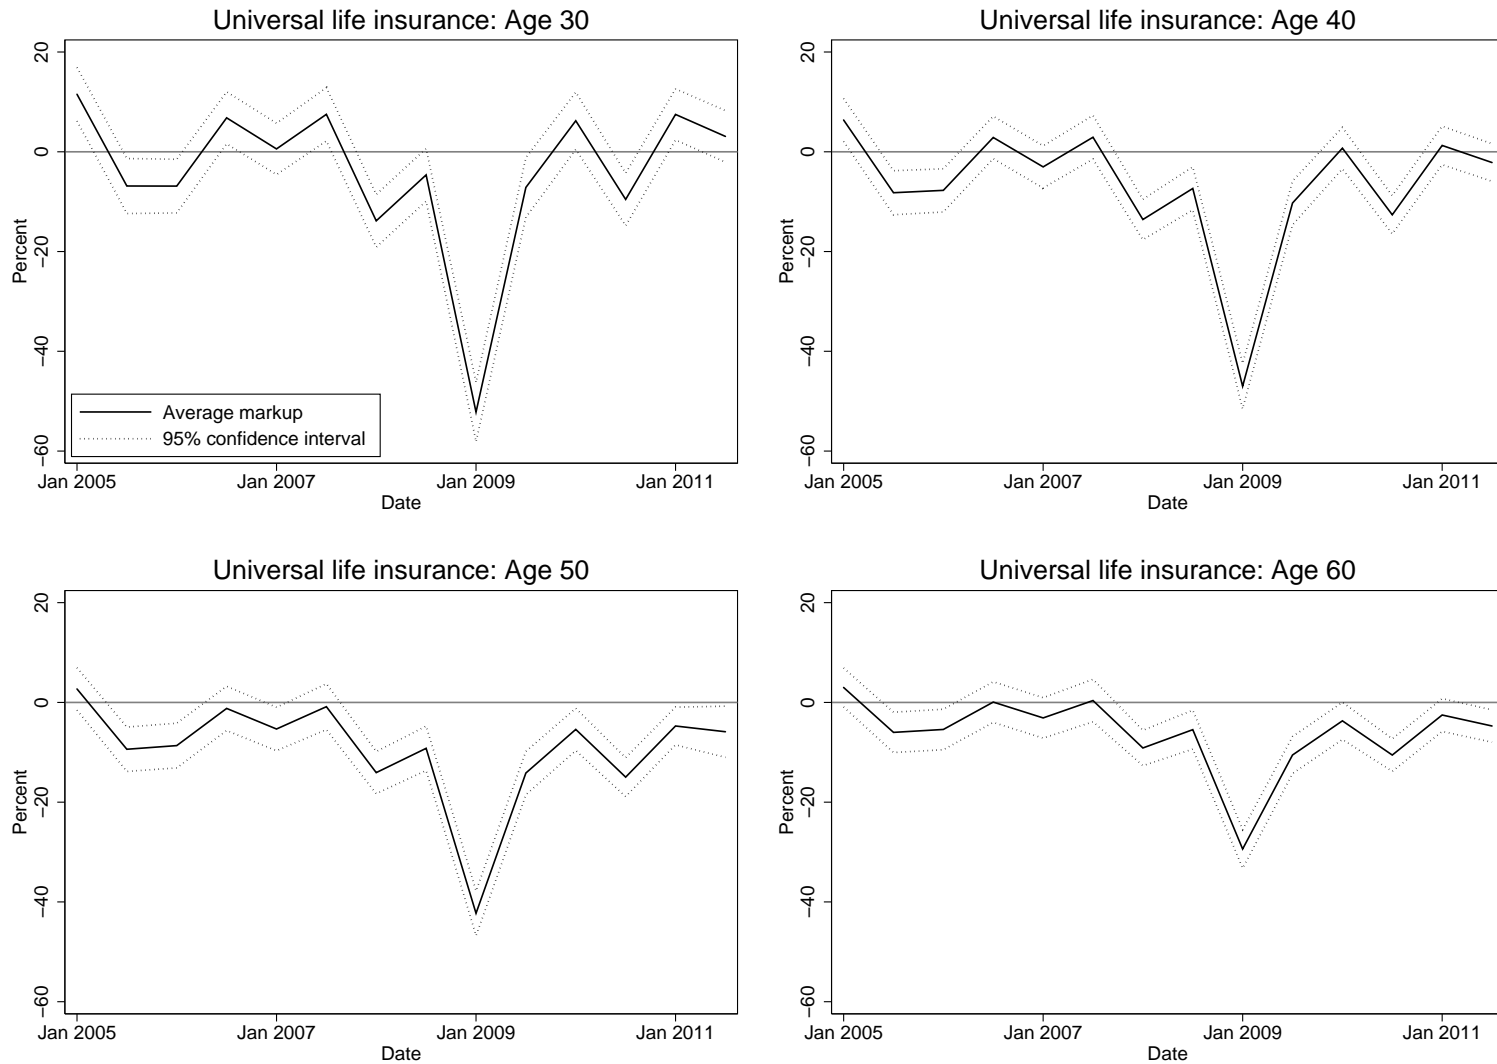 Universal life insurance: Age 30
20
0
−20
−40
−60
Percent
Average markup
95% confidence interval
Jan 2005 Jan 2007 Jan 2009 Jan 2011
Date
Universal life insurance: Age 40
20
0
−20
−40
−60
Percent
Jan 2005 Jan 2007 Jan 2009 Jan 2011
Date
Universal life insurance: Age 50
20
0
−20
−40
−60
Percent
Jan 2005 Jan 2007 Jan 2009 Jan 2011
Date
Universal life insurance: Age 60
20
0
−20
−40
−60
Percent
Jan 2005 Jan 2007 Jan 2009 Jan 2011
Date